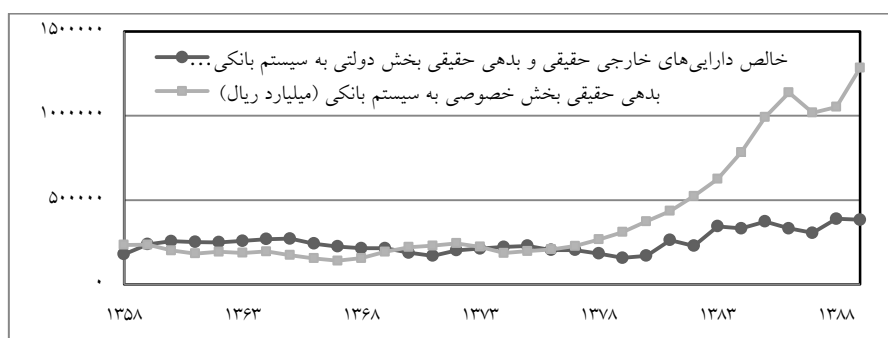 ۱۵۰۰۰۰۰
خالص دارایی‌های خارجی حقیقی و بدهی حقیقی بخش دولتی به سیستم بانکی...
بدهی حقیقی بخش خصوصی به سیستم بانکی (میلیارد ریال)
۱۰۰۰۰۰۰
۵۰۰۰۰۰
۰
۱۳۵۸ ۱۳۶۳ ۱۳۶۸ ۱۳۷۳ ۱۳۷۸ ۱۳۸۳ ۱۳۸۸